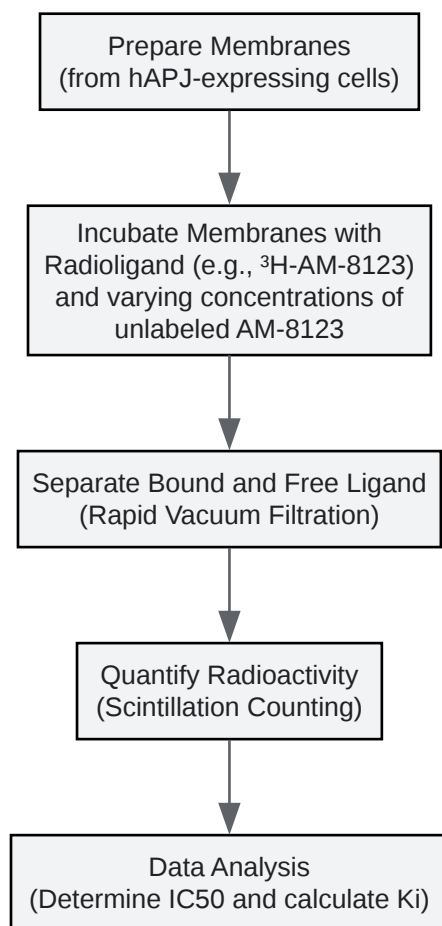 Prepare Membranes
(from hAPJ-expressing cells)
Incubate Membranes with
Radioligand (e.g., ³H-AM-8123)
and varying concentrations of
unlabeled AM-8123
Separate Bound and Free Ligand
(Rapid Vacuum Filtration)
Quantify Radioactivity
(Scintillation Counting)
Data Analysis
(Determine IC50 and calculate Ki)